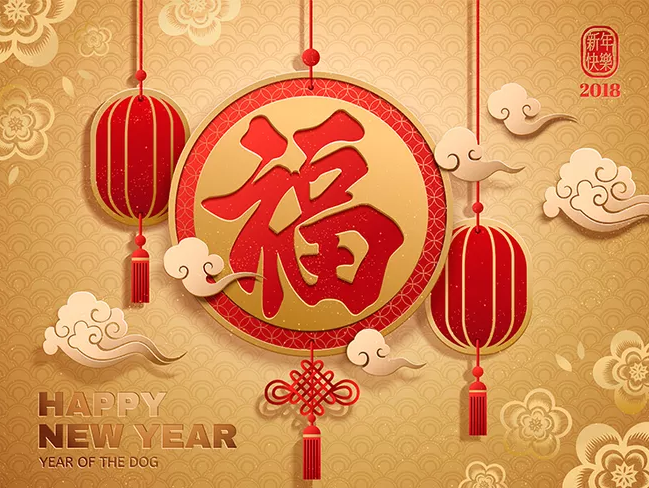 福
新年
快樂
2018
HAPPY
NEW YEAR
YEAR OF THE DOG